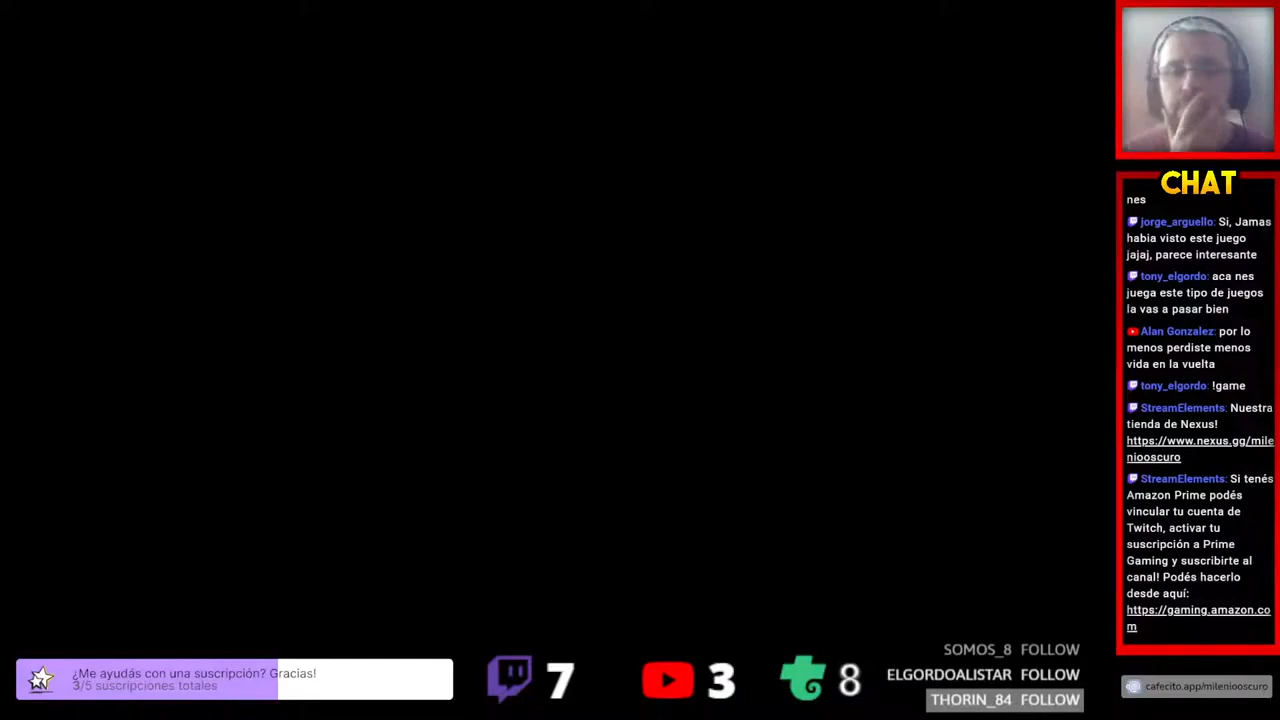 CHAT
nes
jorge_arguello: Si, Jamas
habia visto este juego
jajaj, parece interesante
tony_elgordo: aca nes
juega este tipo de juegos
la vas a pasar bien
Alan Gonzalez: por lo
menos perdiste menos
vida en la vuelta
tony_elgordo: !game
StreamElements: Nuestra
tienda de Nexus!
https://www.nexus.gg/mile
niooscuro
StreamElements: Si tenés
Amazon Prime podés
vincular tu cuenta de
Twitch, activar tu
suscripción a Prime
Gaming y suscribirte al
canal! Podés hacerlo
desde aquí:
https://gaming.amazon.co
m
¿Me ayudás con una suscripción? Gracias!
3/5 suscripciones totales
7
3
8
SOMOS_8 FOLLOW
ELGORDOALISTAR FOLLOW
THORIN_84 FOLLOW
cafecito.app/mileniooscuro